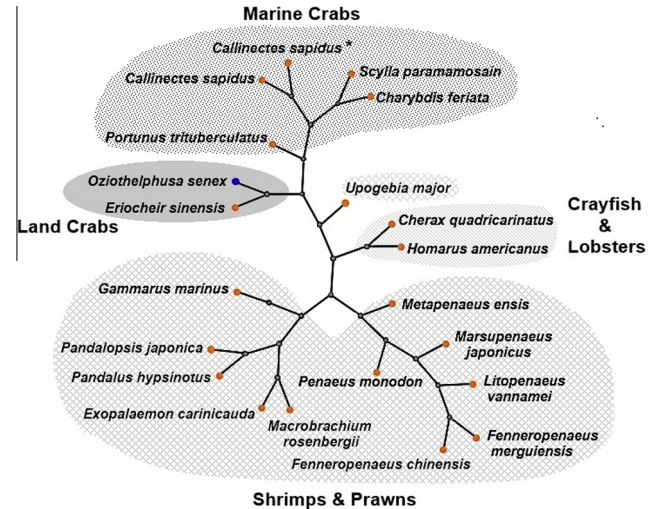 Marine Crabs
Callinectes sapidus *
Callinectes sapidus
Scylla paramamosain
Charybdis feriata
Portunus trituberculatus
Oziothelphusa senex
Eriocheir sinensis
Land Crabs
Upogebia major
Cherax quadricarinatus
Homarus americanus
Crayfish
&
Lobsters
Gammarus marinus
Metapenaeus ensis
Pandalopsis japonica
Marsupenaeus
japonicus
Pandalus hypsinotus
Penaeus monodon
Litopenaeus
vannamei
Exopalaemon carinicauda
Macrobrachium
rosenbergii
Fenneropenaeus
merguiensis
Fenneropenaeus chinensis
Shrimps & Prawns